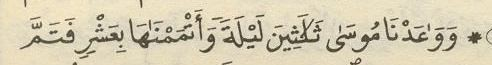 * وَوَٰعَدْنَا مُوسَىٰ ثَلَٰثِينَ لَيْلَةً وَأَتْمَمْنَٰهَا بِعَشْرٍ فَتَمَّ